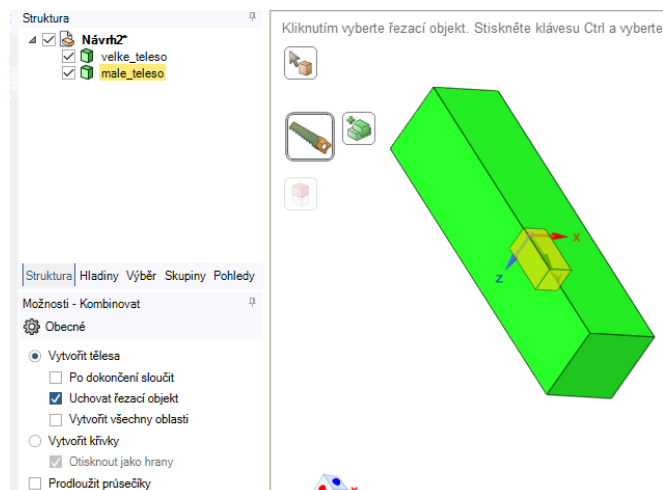 Struktura
Návrh2*
velke_teleso
male_teleso
Kliknutím vyberte řezací objekt. Stiskněte klávesu Ctrl a vyberte
X
Z
Y
Struktura Hladiny Výběr Skupiny Pohledy
Možnosti - Kombinovat
Obecné
Vytvořit tělesa
Po dokončení sloučit
Uchovat řezací objekt
Vytvořit všechny oblasti
Vytvořit křivky
Otisknout jako hrany
Prodloužit průsečíky